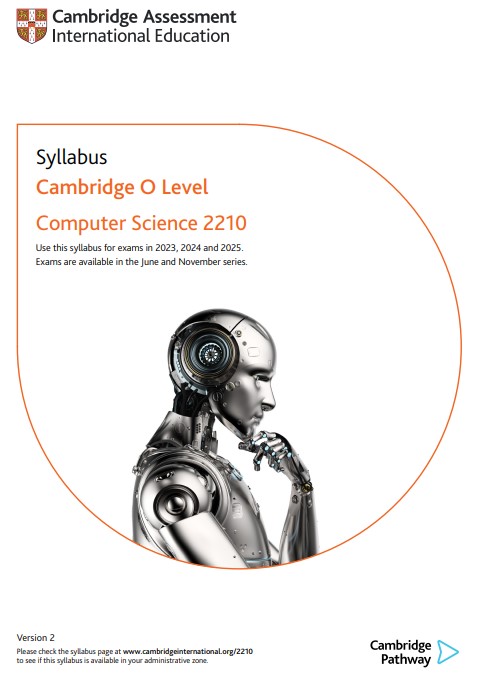 Cambridge Assessment
International Education
Syllabus
Cambridge O Level
Computer Science 2210
Use this syllabus for exams in 2023, 2024 and 2025.
Exams are available in the June and November series.
Version 2
Please check the syllabus page at www.cambridgeinternational.org/2210
to see if this syllabus is available in your administrative zone.
Cambridge
Pathway